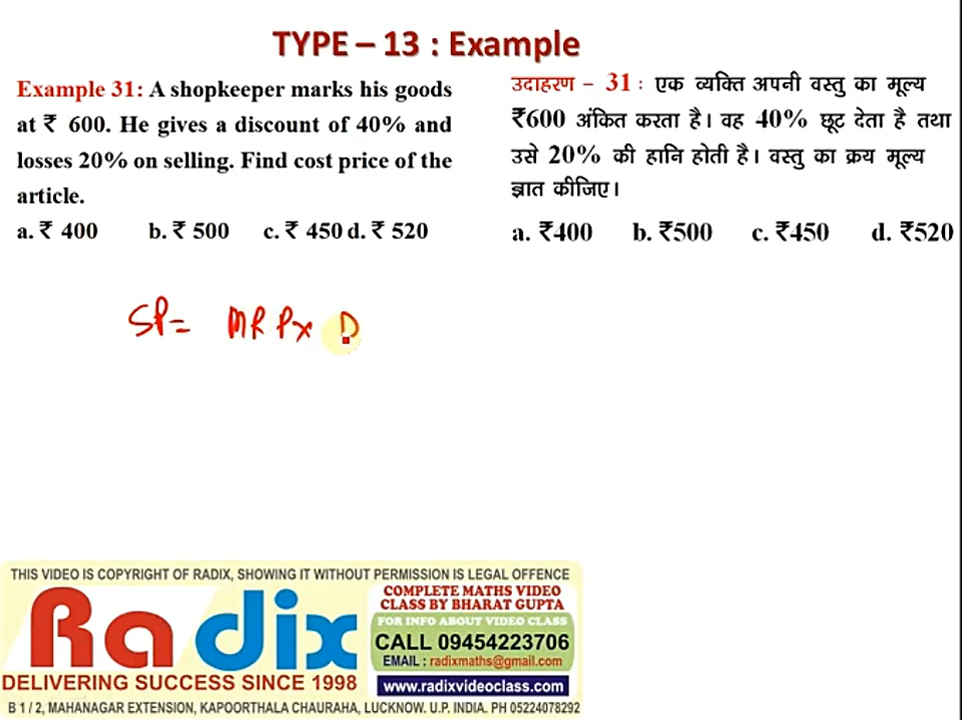 TYPE – 13 : Example
Example 31: A shopkeeper marks his goods
at ₹ 600. He gives a discount of 40% and
losses 20% on selling. Find cost price of the
article.
a. ₹ 400 b. ₹ 500 c. ₹ 450 d. ₹ 520
उदाहरण – 31 : एक व्यक्ति अपनी वस्तु का मूल्य
₹600 अंकित करता है। वह 40% छूट देता है तथा
उसे 20% की हानि होती है। वस्तु का क्रय मूल्य
ज्ञात कीजिए।
a. ₹400 b. ₹500 c. ₹450 d. ₹520
SP= MRP× D
THIS VIDEO IS COPYRIGHT OF RADIX, SHOWING IT WITHOUT PERMISSION IS LEGAL OFFENCE
Radix
DELIVERING SUCCESS SINCE 1998
COMPLETE MATHS VIDEO
CLASS BY BHARAT GUPTA
FOR INFO ABOUT VIDEO CLASS
CALL 09454223706
EMAIL : radixmaths@gmail.com
www.radixvideoclass.com
B 1 / 2, MAHANAGAR EXTENSION, KAPOORTHALA CHAURAHA, LUCKNOW. U.P. INDIA. PH 05224078292